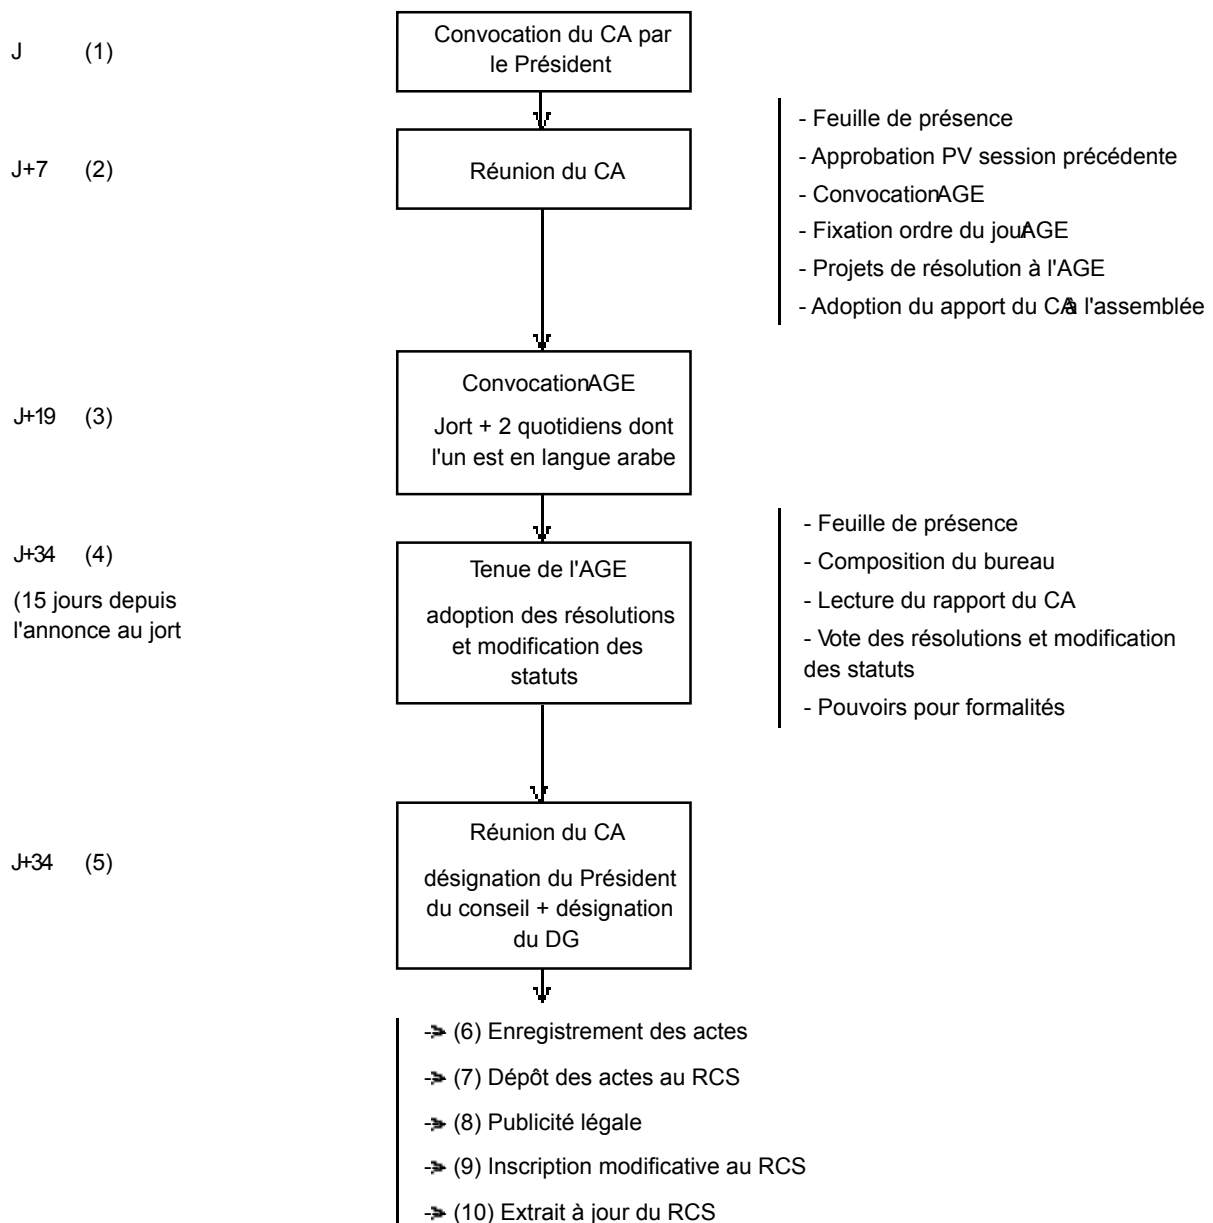 J (1)
Convocation du CA par
le Président
J+7 (2)
Réunion du CA
- Feuille de présence
- Approbation PV session précédente
- ConvocationAGE
- Fixation ordre du jourAGE
- Projets de résolution à l'AGE
- Adoption du apport du CAà l'assemblée
J+19 (3)
ConvocationAGE
Jort + 2 quotidiens dont
l'un est en langue arabe
J+34 (4)
(15 jours depuis
l'annonce au jort
Tenue de l'AGE
adoption des résolutions
et modification des
statuts
- Feuille de présence
- Composition du bureau
- Lecture du rapport du CA
- Vote des résolutions et modification
des statuts
- Pouvoirs pour formalités
J+34 (5)
Réunion du CA
désignation du Président
du conseil + désignation
du DG
-> (6) Enregistrement des actes
-> (7) Dépôt des actes au RCS
-> (8) Publicité légale
-> (9) Inscription modificative au RCS
-> (10) Extrait à jour du RCS